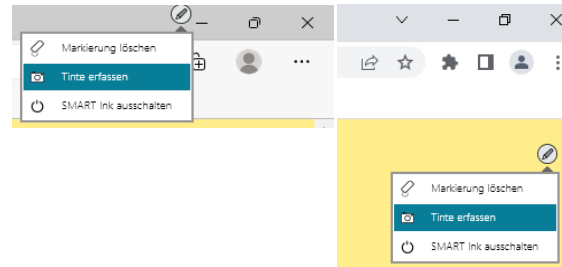 Markierung löschen
Tinte erfassen
SMART Ink ausschalten
Markierung löschen
Tinte erfassen
SMART Ink ausschalten